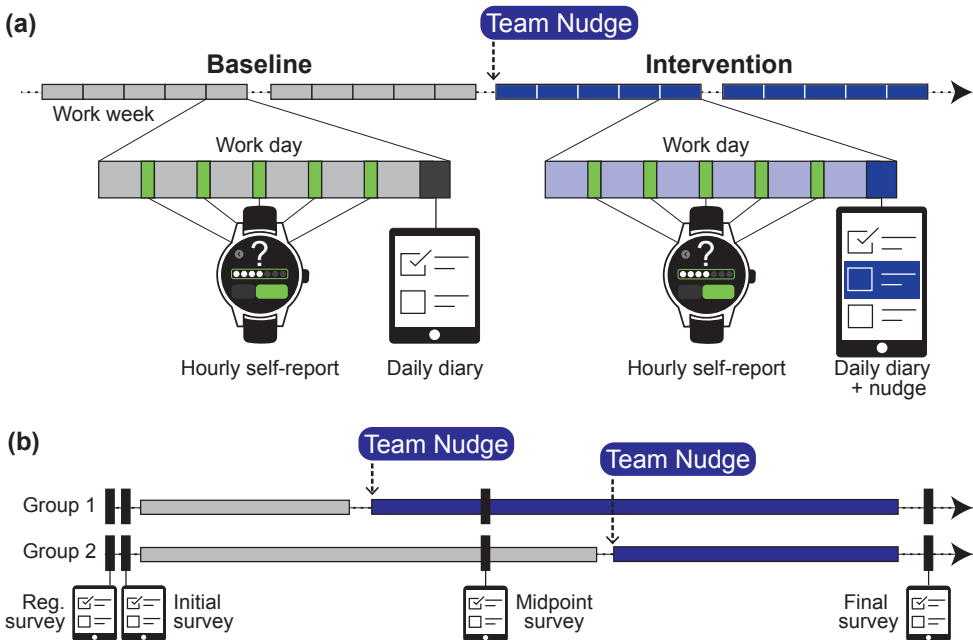 (a)
Team Nudge
Baseline
Intervention
Work week
Work day
Work day
?
?
Hourly self-report
Daily diary
Hourly self-report
Daily diary
+ nudge
(b)
Team Nudge
Team Nudge
Group 1
Group 2
Reg.
survey
Initial
survey
Midpoint
survey
Final
survey